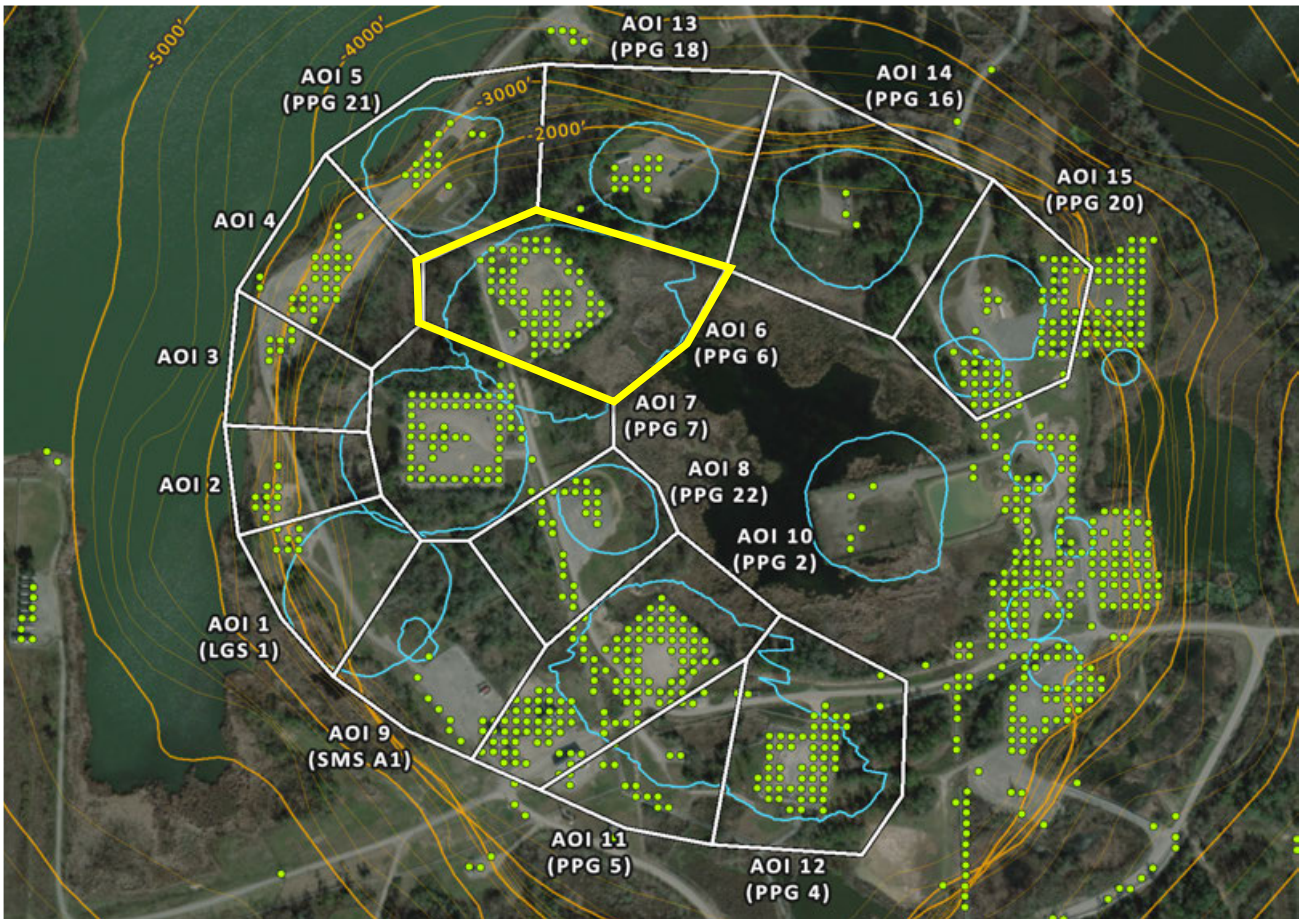 AOI 13
(PPG 18)
-5000'
-4000'
AOI 5
(PPG 21)
AOI 14
(PPG 16)
-3000'
-2000'
AOI 15
(PPG 20)
AOI 4
AOI 6
(PPG 6)
AOI 3
AOI 7
(PPG 7)
AOI 8
(PPG 22)
AOI 2
AOI 10
(PPG 2)
AOI 1
(LGS 1)
AOI 9
(SMS A1)
AOI 11
(PPG 5)
AOI 12
(PPG 4)